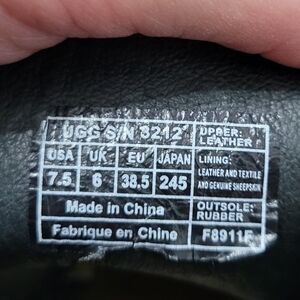 UGG S/N 3212
UPPER:
LEATHER
USA UK EU JAPAN
7.5 6 38.5 245
LINING:
LEATHER AND TEXTILE
AND GENUINE SHEEPSKIN
Made in China
OUTSOLE:
RUBBER
Fabrique en Chine
F8911F